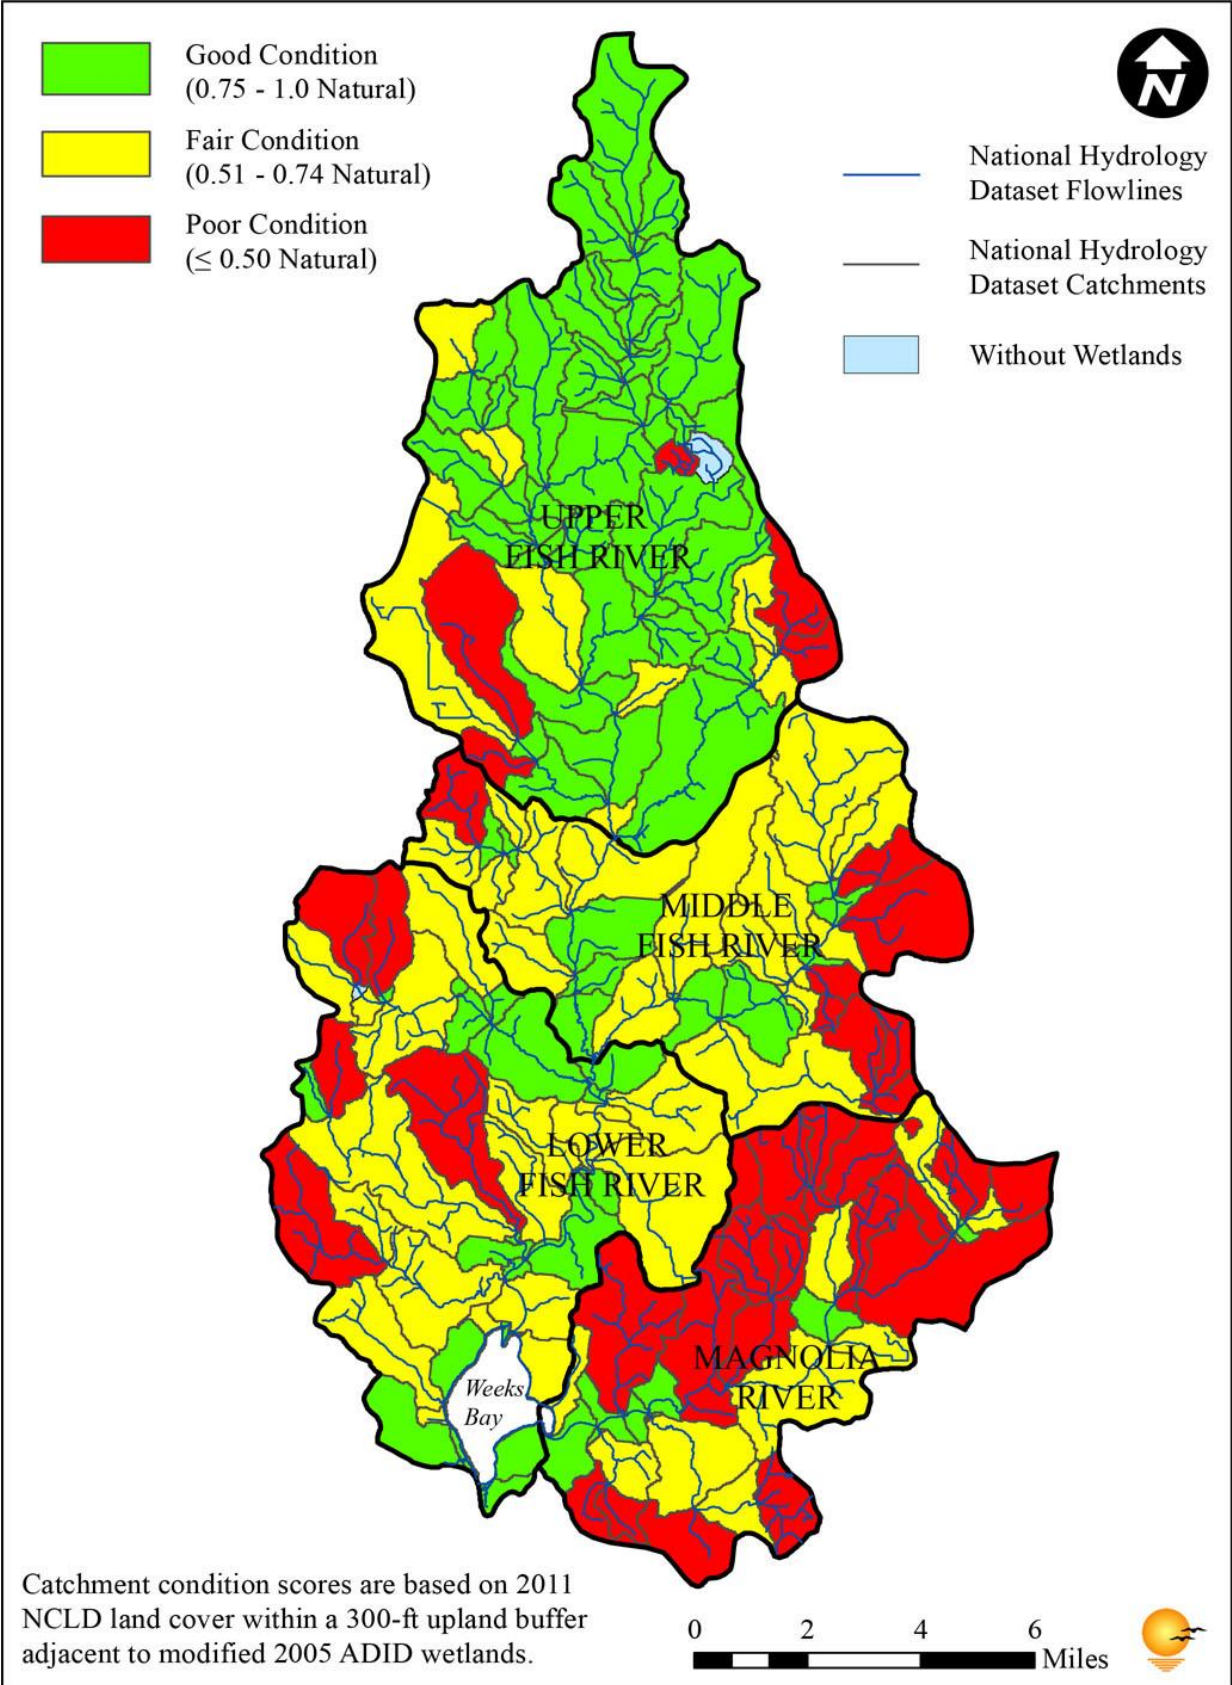 Good Condition
(0.75 - 1.0 Natural)
Fair Condition
(0.51 - 0.74 Natural)
Poor Condition
(≤ 0.50 Natural)
N
National Hydrology
Dataset Flowlines
National Hydrology
Dataset Catchments
Without Wetlands
UPPER
FISH RIVER
MIDDLE
FISH RIVER
LOWER
FISH RIVER
MAGNOLIA
RIVER
Weeks
Bay
Catchment condition scores are based on 2011
NCLD land cover within a 300-ft upland buffer
adjacent to modified 2005 ADID wetlands.
0 2 4 6
Miles